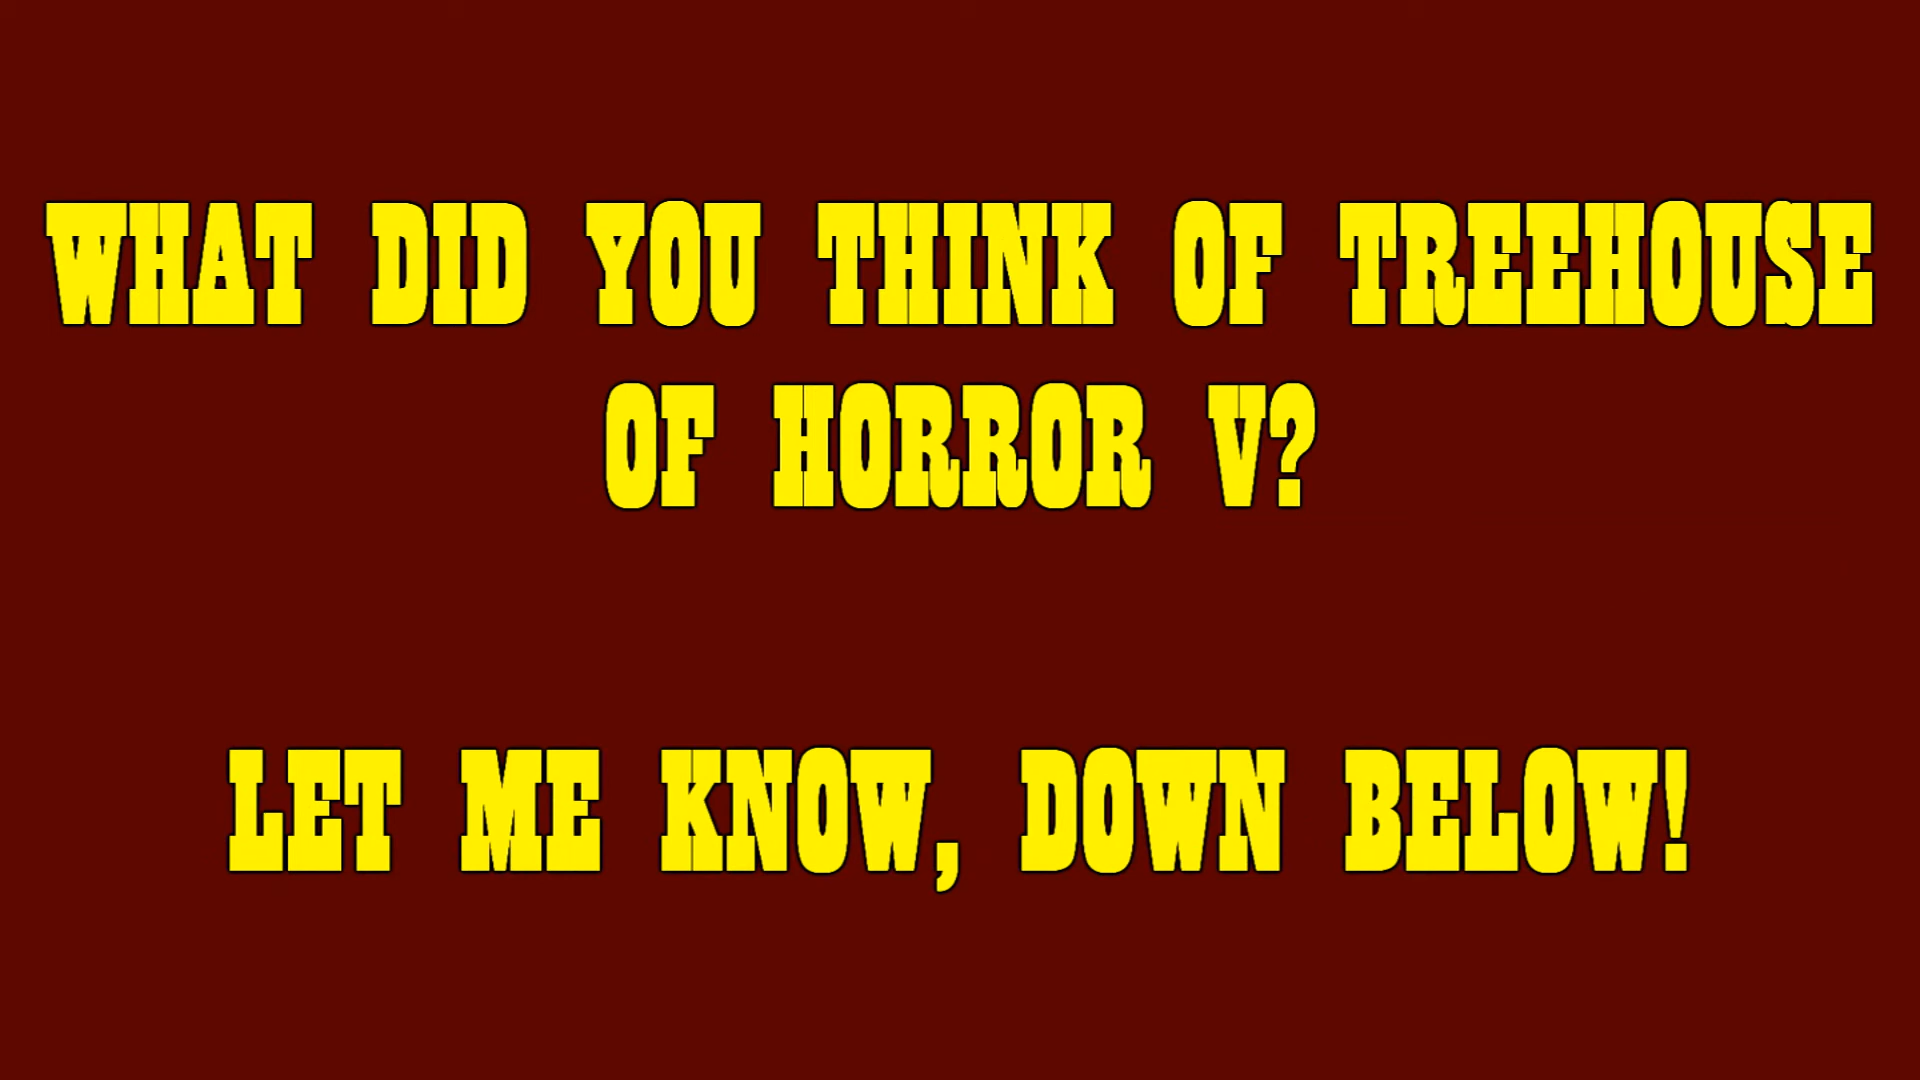 WHAT DID YOU THINK OF TREEHOUSE
OF HORROR V?
LET ME KNOW, DOWN BELOW!